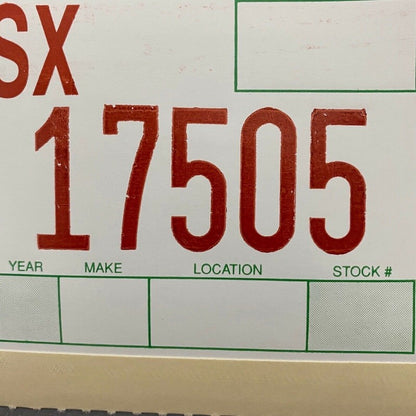 SX
17505
YEAR MAKE LOCATION STOCK #